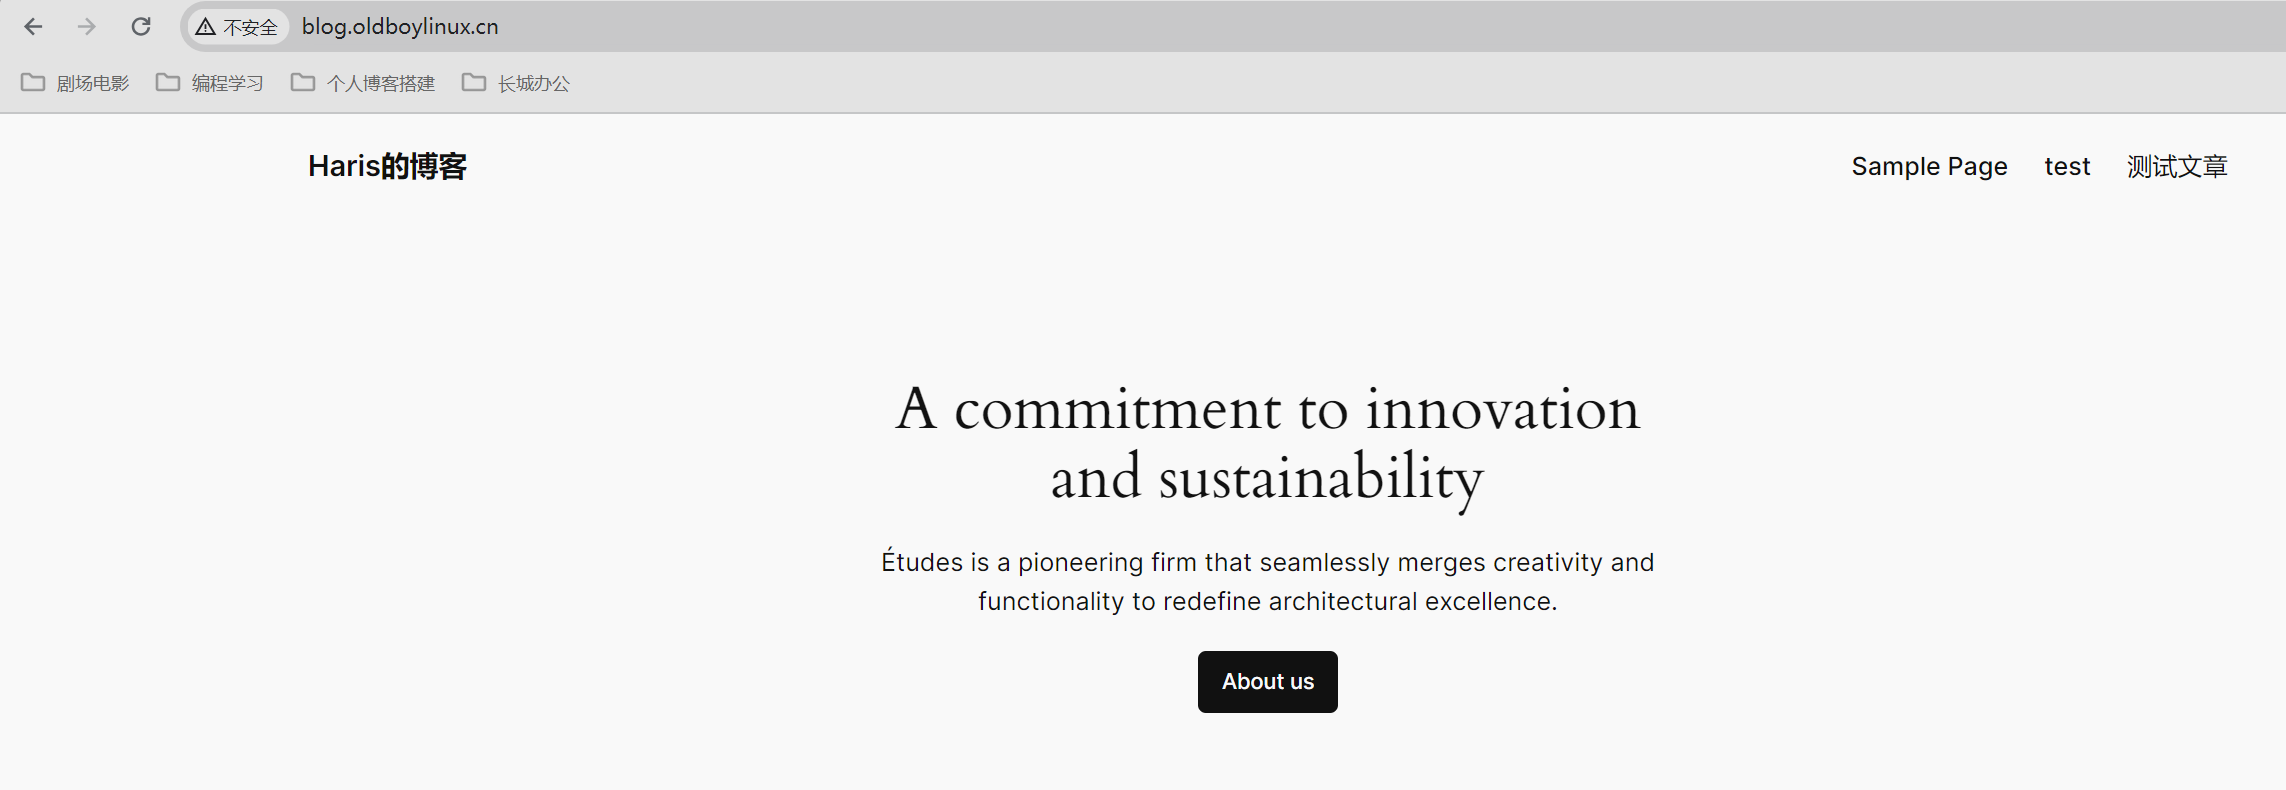 不安全 blog.oldboylinux.cn
剧场电影 编程学习 个人博客搭建 长城办公
Haris的博客 Sample Page test 测试文章
A commitment to innovation
and sustainability
Études is a pioneering firm that seamlessly merges creativity and
functionality to redefine architectural excellence.
About us